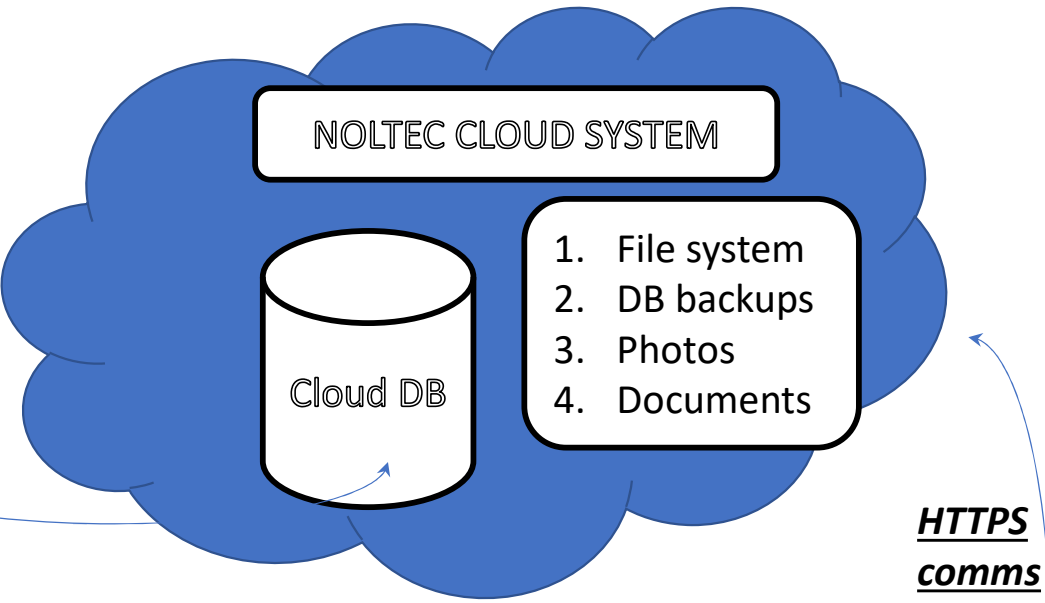 NOLTEC CLOUD SYSTEM
1. File system
2. DB backups
3. Photos
4. Documents
Cloud DB
HTTPS
comms